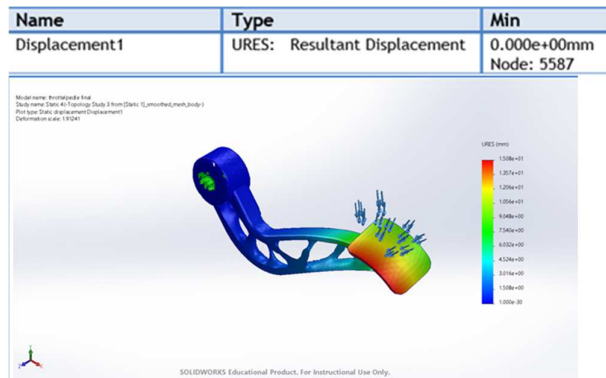 Name Type Min
Displacement1 URES: Resultant Displacement 0.000e+00mm
Node: 5587
Model name: throttalpedle final
Study name: Static 4(-Topology Study 3 from [Static 1]_smoothed_mesh_body-)
Plot type: Static displacement Displacement1
Deformation scale: 1.91241
URES (mm)
1.508e+01
1.357e+01
1.206e+01
1.056e+01
9.048e+00
7.540e+00
6.032e+00
4.524e+00
3.016e+00
1.508e+00
1.000e-30
SOLIDWORKS Educational Product. For Instructional Use Only.